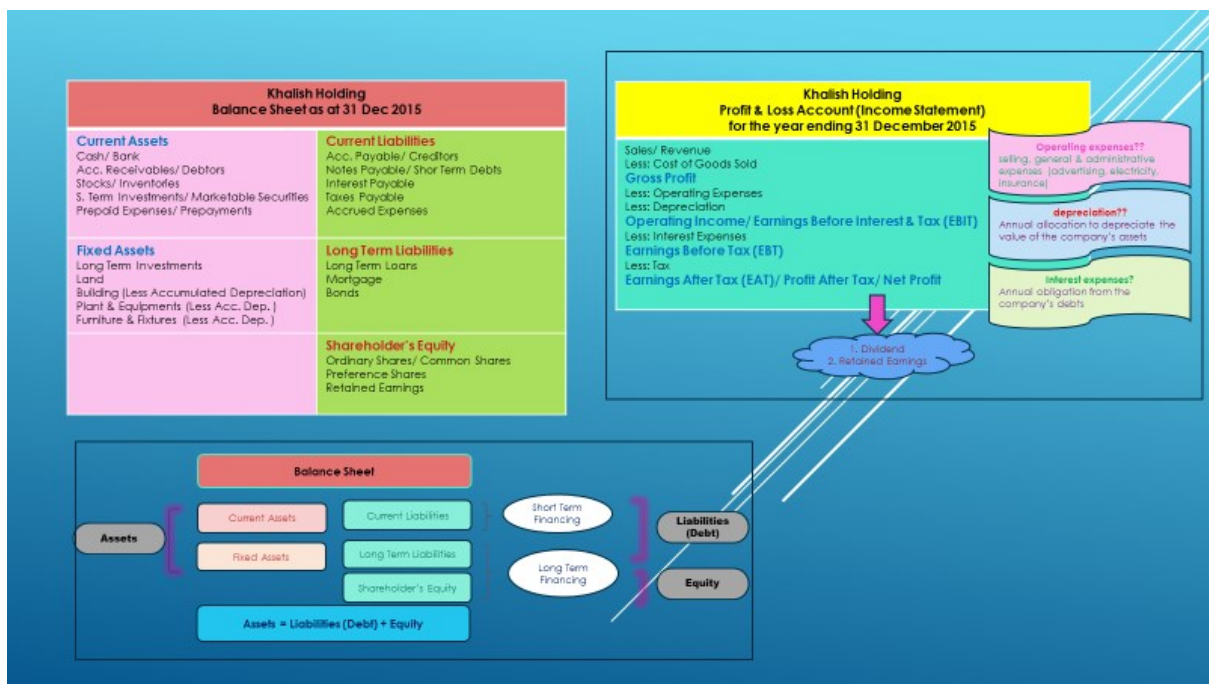 Khalish Holding
Balance Sheet as at 31 Dec 2015
Current Assets
Cash/ Bank
Acc. Receivables/ Debtors
Stocks/ Inventories
S. Term Investments/ Marketable Securities
Prepaid Expenses/ Prepayments
Current Liabilities
Acc. Payable/ Creditors
Notes Payable/ Shor Term Debts
Interest Payable
Taxes Payable
Accrued Expenses
Fixed Assets
Long Term Investments
Land
Building (Less Accumulated Depreciation)
Plant & Equipments (Less Acc. Dep. )
Furniture & Fixtures (Less Acc. Dep. )
Long Term Liabilities
Long Term Loans
Mortgage
Bonds
Shareholder's Equity
Ordinary Shares/ Common Shares
Preference Shares
Retained Earnings
Khalish Holding
Profit & Loss Account (Income Statement)
for the year ending 31 December 2015
Sales/ Revenue
Less: Cost of Goods Sold
Gross Profit
Less: Operating Expenses
Less: Depreciation
Operating Income/ Earnings Before Interest & Tax (EBIT)
Less: Interest Expenses
Earnings Before Tax (EBT)
Less: Tax
Earnings After Tax (EAT)/ Profit After Tax/ Net Profit
Operating expenses??
selling, general & administrative
expenses (advertising, electricity,
insurance)
depreciation??
Annual allocation to depreciate the
value of the company's assets
Interest expenses?
Annual obligation from the
company's debts
1. Dividend
2. Retained Earnings
Balance Sheet
Assets
Current Assets
Fixed Assets
Current Liabilities
Long Term Liabilities
Shareholder's Equity
Short Term
Financing
Long Term
Financing
Liabilities
(Debt)
Equity
Assets = Liabilities (Debt) + Equity